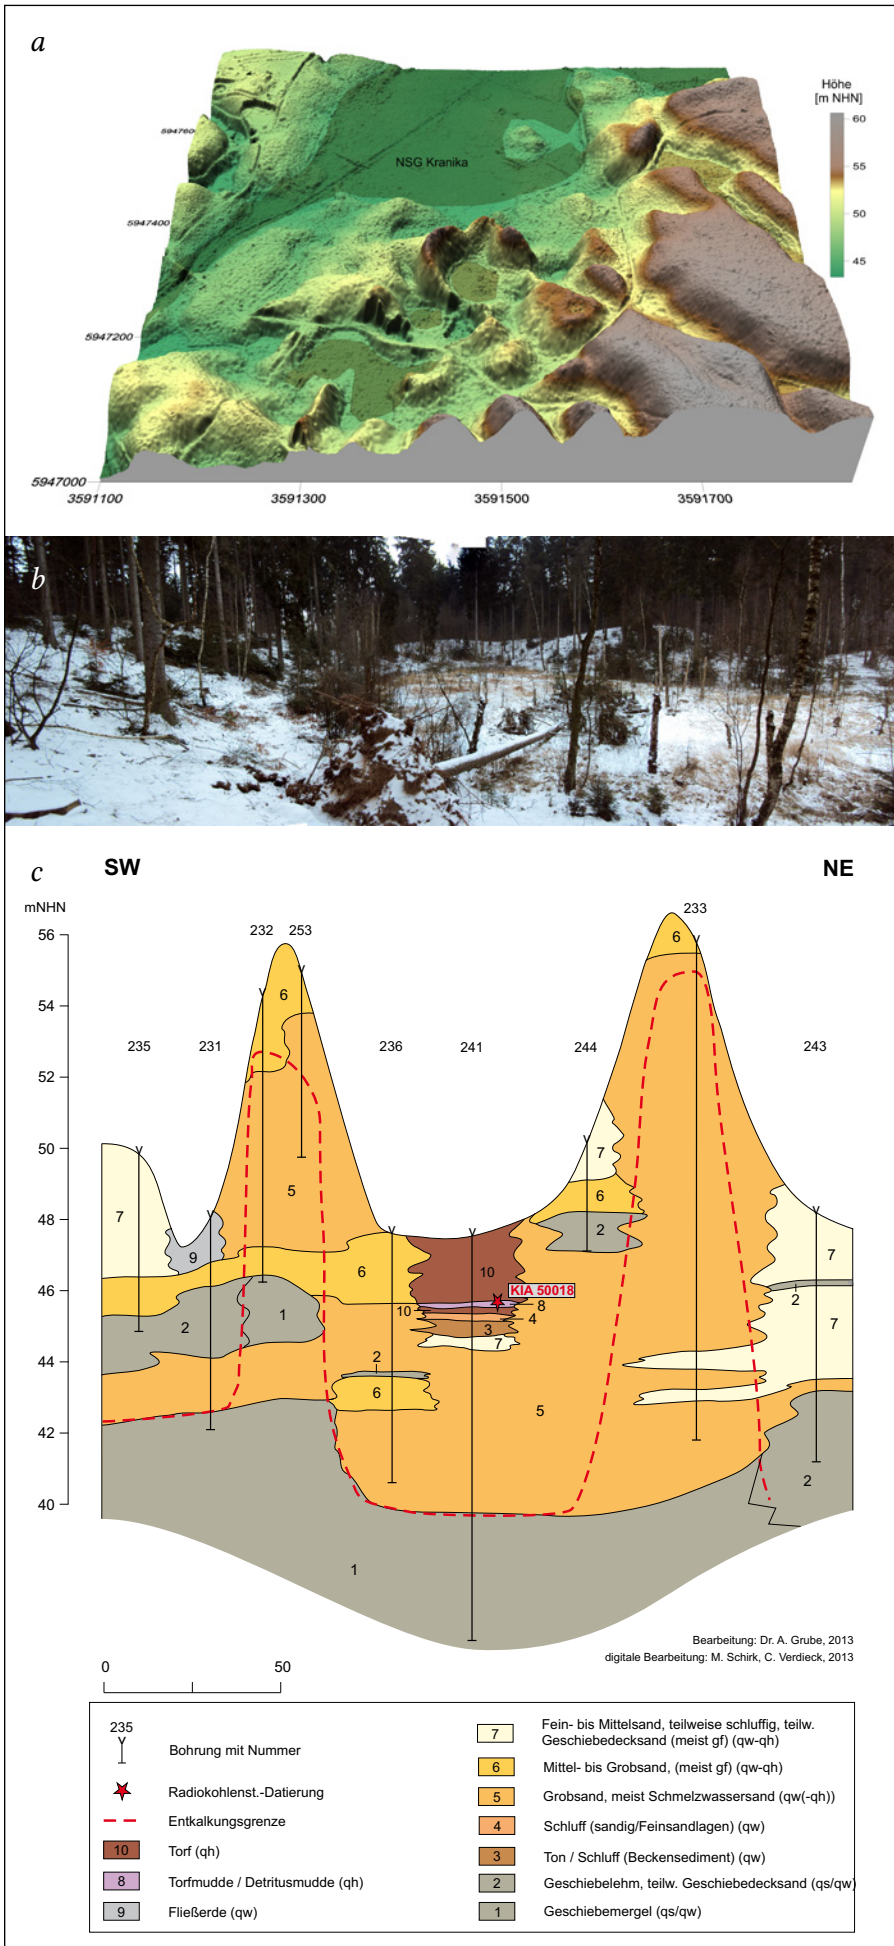 a
Höhe
[m NHN]
60
55
50
45
NSG Kranika
5947600
5947400
5947200
5947000
3591100 3591300 3591500 3591700
b
c
SW NE
mNHN
56
54
52
50
48
46
44
42
40
232 253 233
235 231 236 241 244 243
6 6
7
7
5
6
2
7
9
6
10
KIA 50018
2
1
10
8
4
3
7
2
7
2
6
5
2
1
Bearbeitung: Dr. A. Grube, 2013
digitale Bearbeitung: M. Schirk, C. Verdieck, 2013
0 50
235
Bohrung mit Nummer
Radiokohlenst.-Datierung
Entkalkungsgrenze
10 Torf (qh)
8 Torfmudde / Detritusmudde (qh)
9 Fließerde (qw)
7 Fein- bis Mittelsand, teilweise schluffig, teilw.
Geschiebedecksand (meist gf) (qw-qh)
6 Mittel- bis Grobsand, (meist gf) (qw-qh)
5 Grobsand, meist Schmelzwassersand (qw(-qh))
4 Schluff (sandig/Feinsandlagen) (qw)
3 Ton / Schluff (Beckensediment) (qw)
2 Geschiebelehm, teilw. Geschiebedecksand (qs/qw)
1 Geschiebemergel (qs/qw)